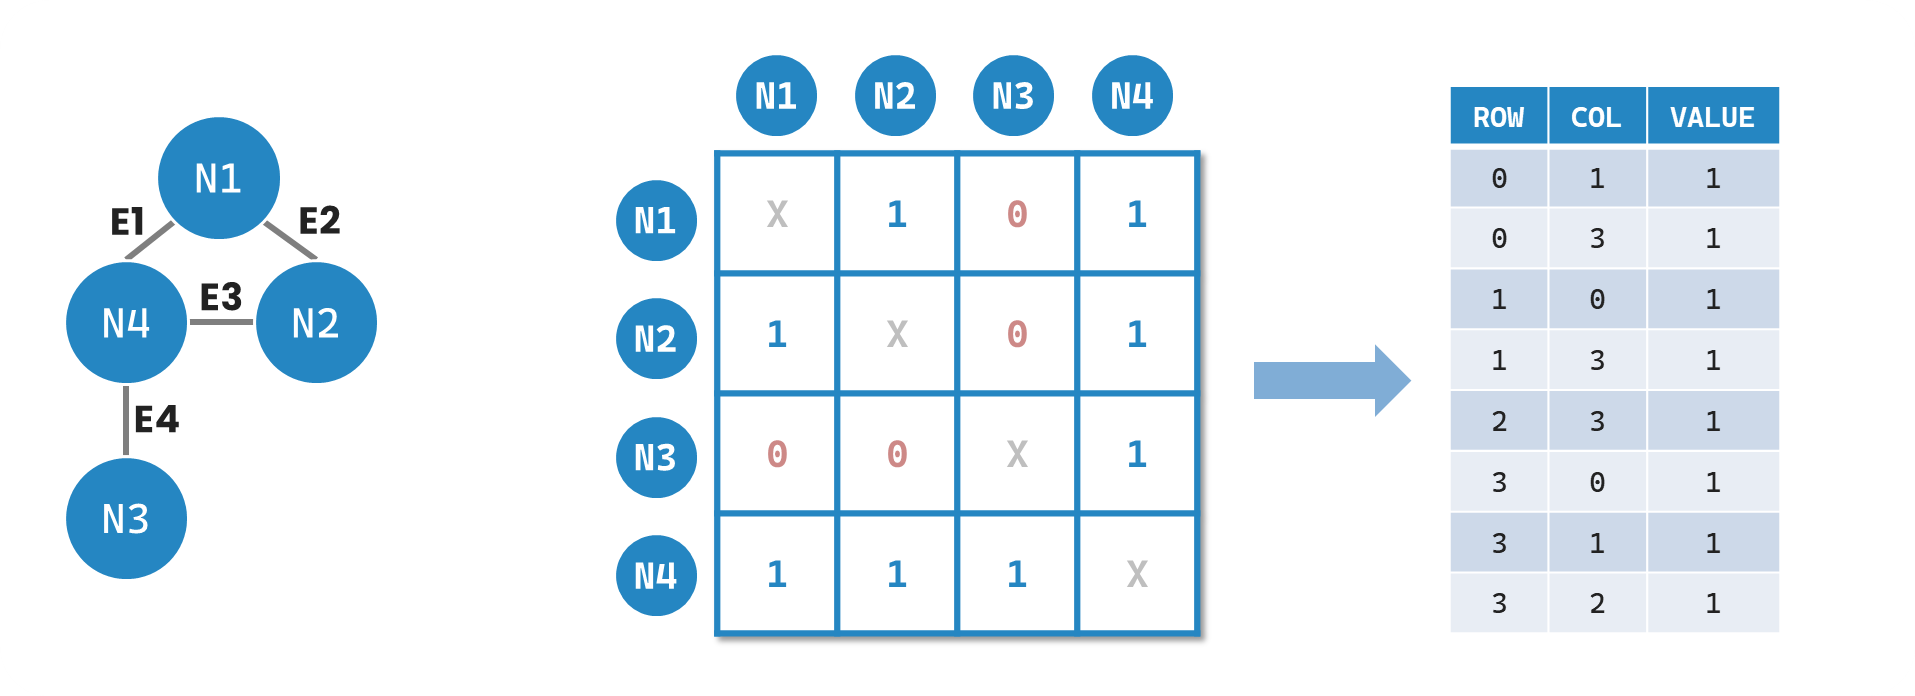 N1
E1 E2
N4 E3 N2
E4
N3
N1 N2 N3 N4
N1 X 1 0 1
N2 1 X 0 1
N3 0 0 X 1
N4 1 1 1 X
ROW COL VALUE
0 1 1
0 3 1
1 0 1
1 3 1
2 3 1
3 0 1
3 1 1
3 2 1